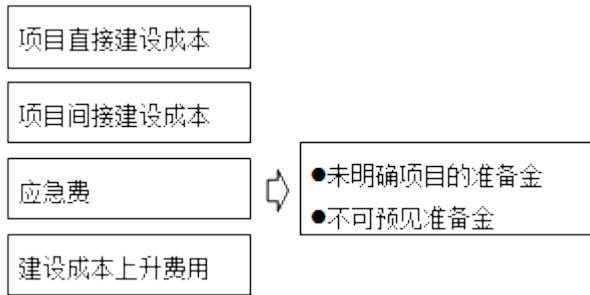 项目直接建设成本
项目间接建设成本
应急费
●未明确项目的准备金
●不可预见准备金
建设成本上升费用